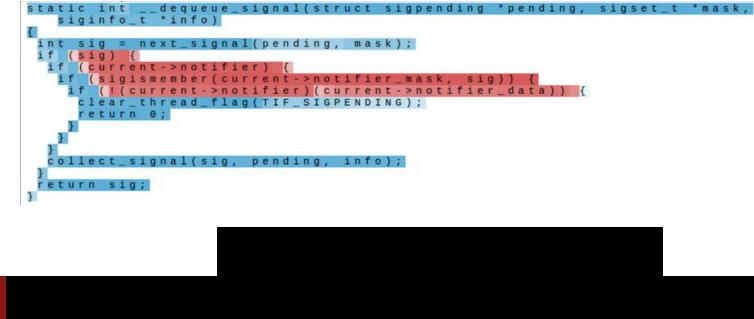 static int __dequeue_signal(struct sigpending *pending, sigset_t *mask,
siginfo_t *info)
{
int sig = next_signal(pending, mask);
if (sig) {
if (current->notifier) {
if (sigismember(current->notifier_mask, sig)) {
if (!(current->notifier)(current->notifier_data)) {
clear_thread_flag(TIF_SIGPENDING);
return 0;
}
}
}
collect_signal(sig, pending, info);
}
return sig;
}